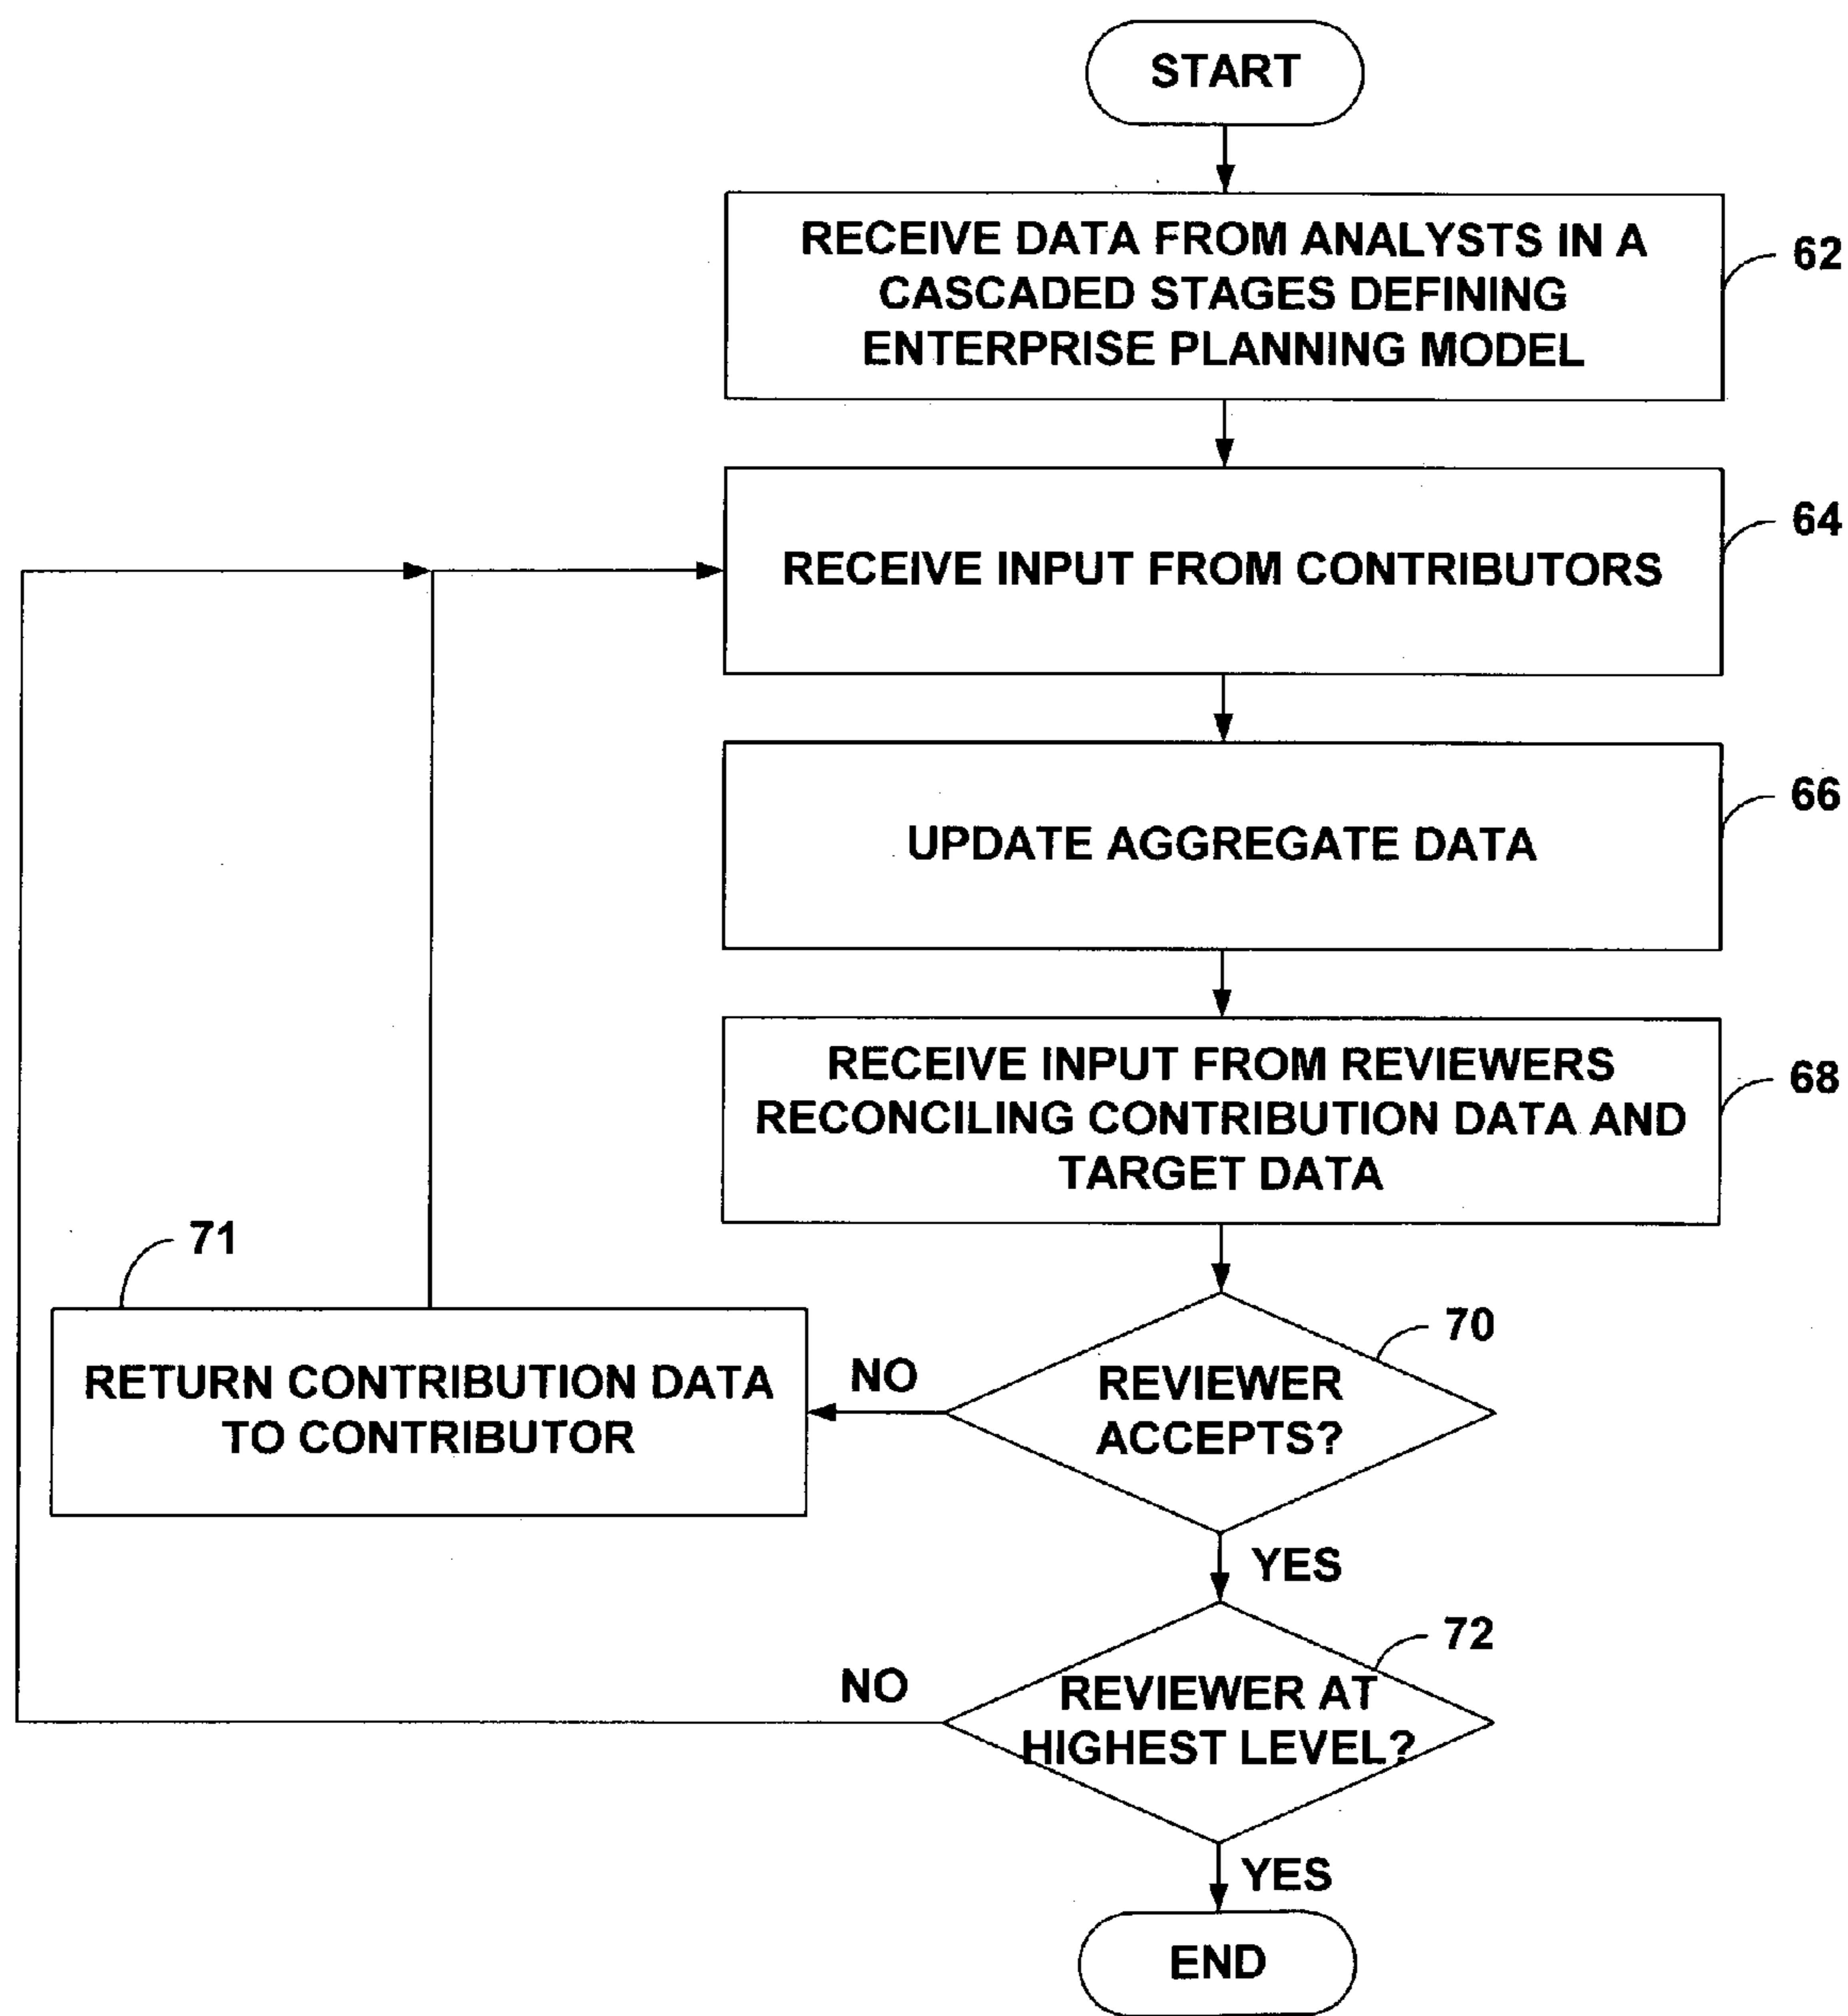 START
RECEIVE DATA FROM ANALYSTS IN A
CASCADED STAGES DEFINING
ENTERPRISE PLANNING MODEL
62
RECEIVE INPUT FROM CONTRIBUTORS
64
UPDATE AGGREGATE DATA
66
RECEIVE INPUT FROM REVIEWERS
RECONCILING CONTRIBUTION DATA AND
TARGET DATA
68
71
RETURN CONTRIBUTION DATA
TO CONTRIBUTOR
NO
REVIEWER
ACCEPTS?
70
YES
NO
REVIEWER AT
HIGHEST LEVEL?
72
YES
END